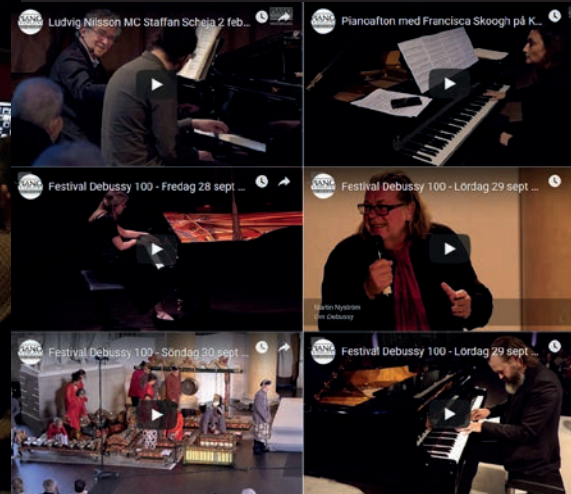 Ludvig Nilsson MC Staffan Scheja 2 feb...
Pianoafton med Francisca Skoogh på K...
Festival Debussy 100 - Fredag 28 sept ...
Festival Debussy 100 - Lördag 29 sept ...
Martin Nyström
Om Debussy
Festival Debussy 100 - Söndag 30 sept ...
Festival Debussy 100 - Lördag 29 sept ...